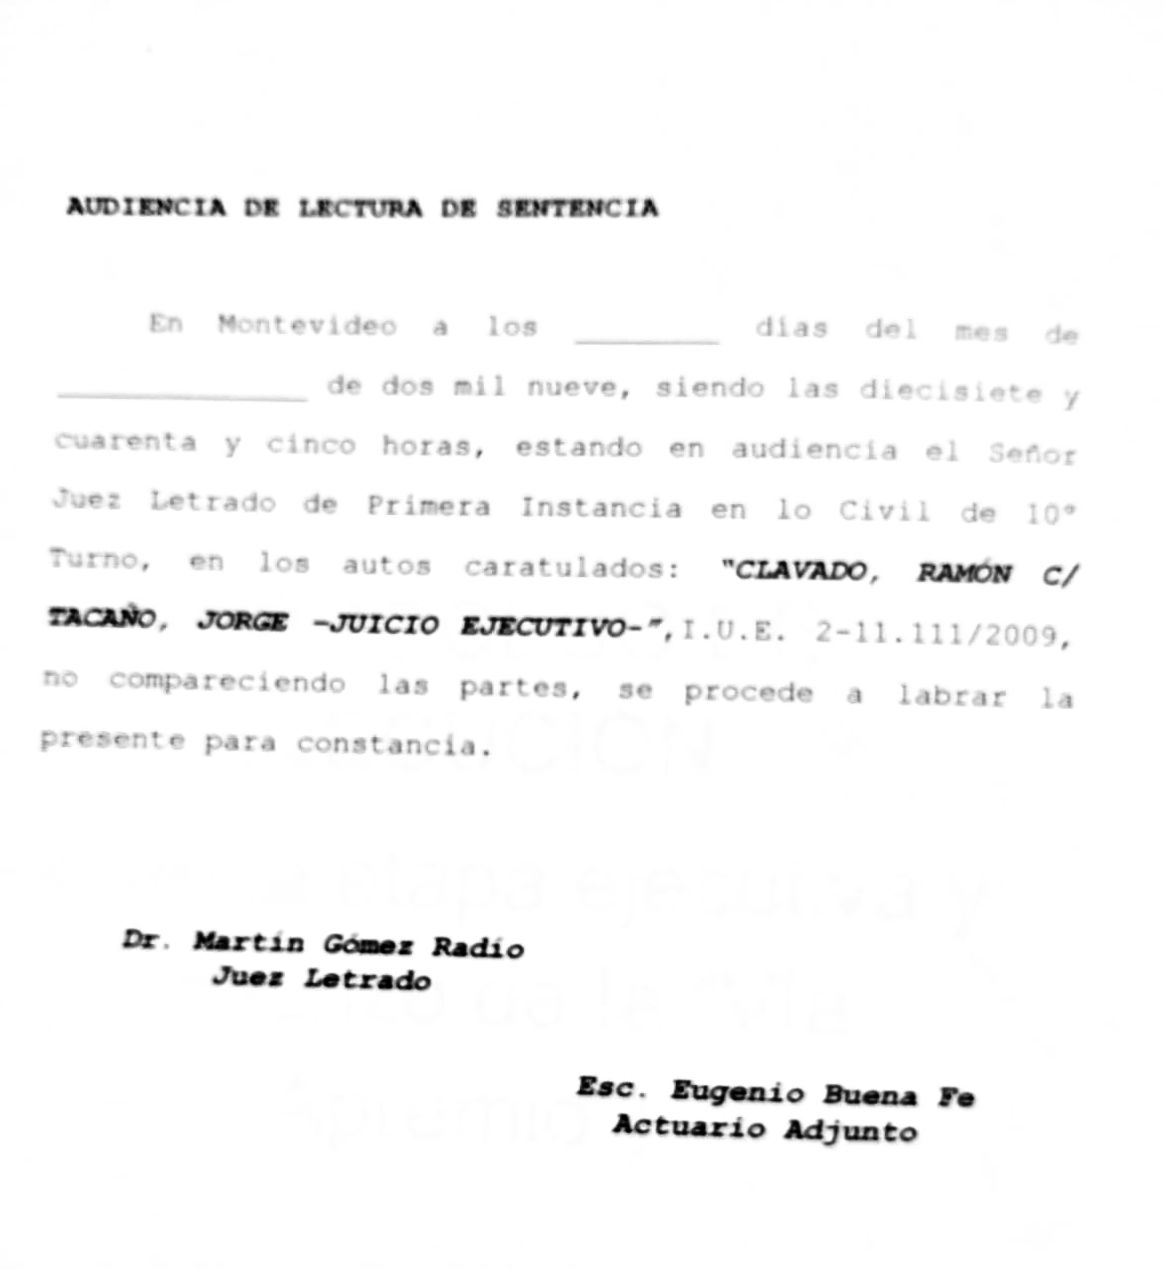 AUDIENCIA DE LECTURA DE SENTENCIA
En Montevideo a los ________ días del mes de
______________ de dos mil nueve, siendo las diecisiete y
cuarenta y cinco horas, estando en audiencia el Señor
Juez Letrado de Primera Instancia en lo Civil de 10°
Turno, en los autos caratulados: "CLAVADO, RAMÓN C/
TACAÑO, JORGE -JUICIO EJECUTIVO-", I.U.E. 2-11.111/2009,
no compareciendo las partes, se procede a labrar la
presente para constancia.
Dr. Martín Gómez Radío
Juez Letrado
Esc. Eugenio Buena Fe
Actuario Adjunto